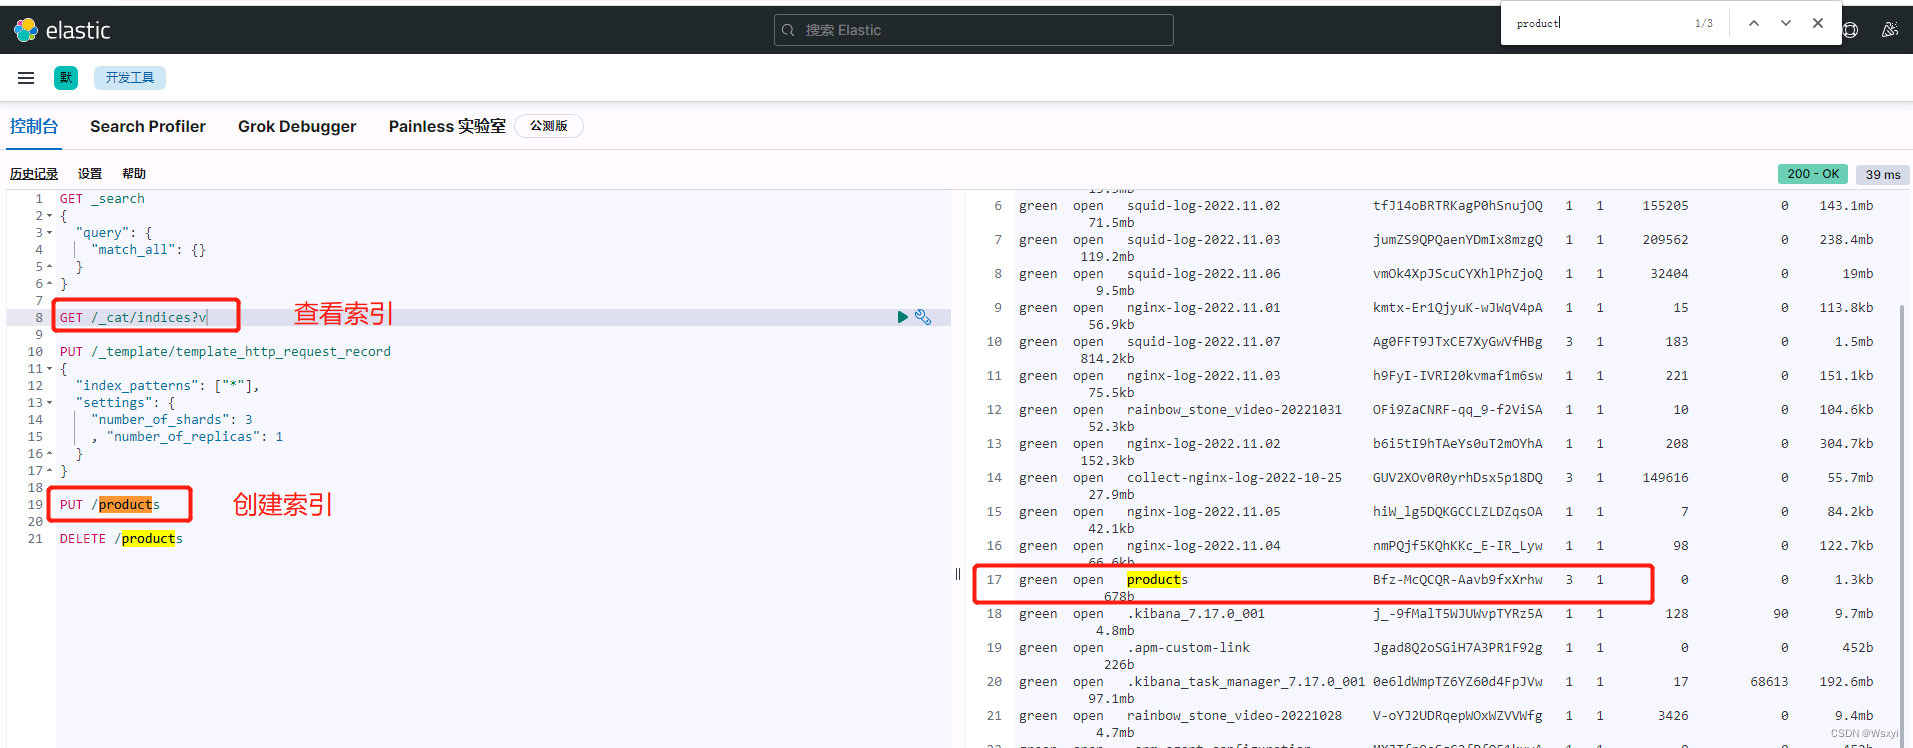 elastic
搜索 Elastic
product
1/3
默
开发工具
控制台 Search Profiler Grok Debugger Painless 实验室 公测版
历史记录 设置 帮助
200 - OK 39 ms
1 GET _search
2 {
3 "query": {
4 "match_all": {}
5 }
6 }
7
8 GET /_cat/indices?v
查看索引
9
10 PUT /_template/template_http_request_record
11 {
12 "index_patterns": ["*"],
13 "settings": {
14 "number_of_shards": 3
15 , "number_of_replicas": 1
16 }
17 }
18
19 PUT /products
创建索引
20
21 DELETE /products
6 green open squid-log-2022.11.02 tfJ14oBRTRKagP0hSnujOQ 1 1 155205 0 143.1mb
71.5mb
7 green open squid-log-2022.11.03 jumZS9QPQaenYDmIx8mzgQ 1 1 209562 0 238.4mb
119.2mb
8 green open squid-log-2022.11.06 vmOk4XpJScuCYXhlPhZjoQ 1 1 32404 0 19mb
9.5mb
9 green open nginx-log-2022.11.01 kmtx-Er1QjyuK-wJWqV4pA 1 1 15 0 113.8kb
56.9kb
10 green open squid-log-2022.11.07 Ag0FFT9JTxCE7XyGwVfHBg 3 1 183 0 1.5mb
814.2kb
11 green open nginx-log-2022.11.03 h9FyI-IVRI20kvmaf1m6sw 1 1 221 0 151.1kb
75.5kb
12 green open rainbow_stone_video-20221031 OFi9ZaCNRF-qq_9-f2ViSA 1 1 10 0 104.6kb
52.3kb
13 green open nginx-log-2022.11.02 b6i5tI9hTAeYs0uT2mOYhA 1 1 208 0 304.7kb
152.3kb
14 green open collect-nginx-log-2022-10-25 GUV2XOv0R0yrhDsx5p18DQ 3 1 149616 0 55.7mb
27.9mb
15 green open nginx-log-2022.11.05 hiW_lg5DQKGCCLZLDZqsOA 1 1 7 0 84.2kb
42.1kb
16 green open nginx-log-2022.11.04 nmPQjf5KQhKKc_E-IR_Lyw 1 1 98 0 122.7kb
66.6kb
17 green open products Bfz-McQCQR-Aavb9fxXrhw 3 1 0 0 1.3kb
678b
18 green open .kibana_7.17.0_001 j_-9fMalT5WJUWvpTYRz5A 1 1 128 90 9.7mb
4.8mb
19 green open .apm-custom-link Jgad8Q2oSGiH7A3PR1F92g 1 1 0 0 452b
226b
20 green open .kibana_task_manager_7.17.0_001 0e6ldWmpTZ6YZ60d4FpJVw 1 1 17 68613 192.6mb
97.1mb
21 green open rainbow_stone_video-20221028 V-oYJ2UDRqepWOxWZVVWfg 1 1 3426 0 9.4mb
4.7mb
CSDN @Wsxyi